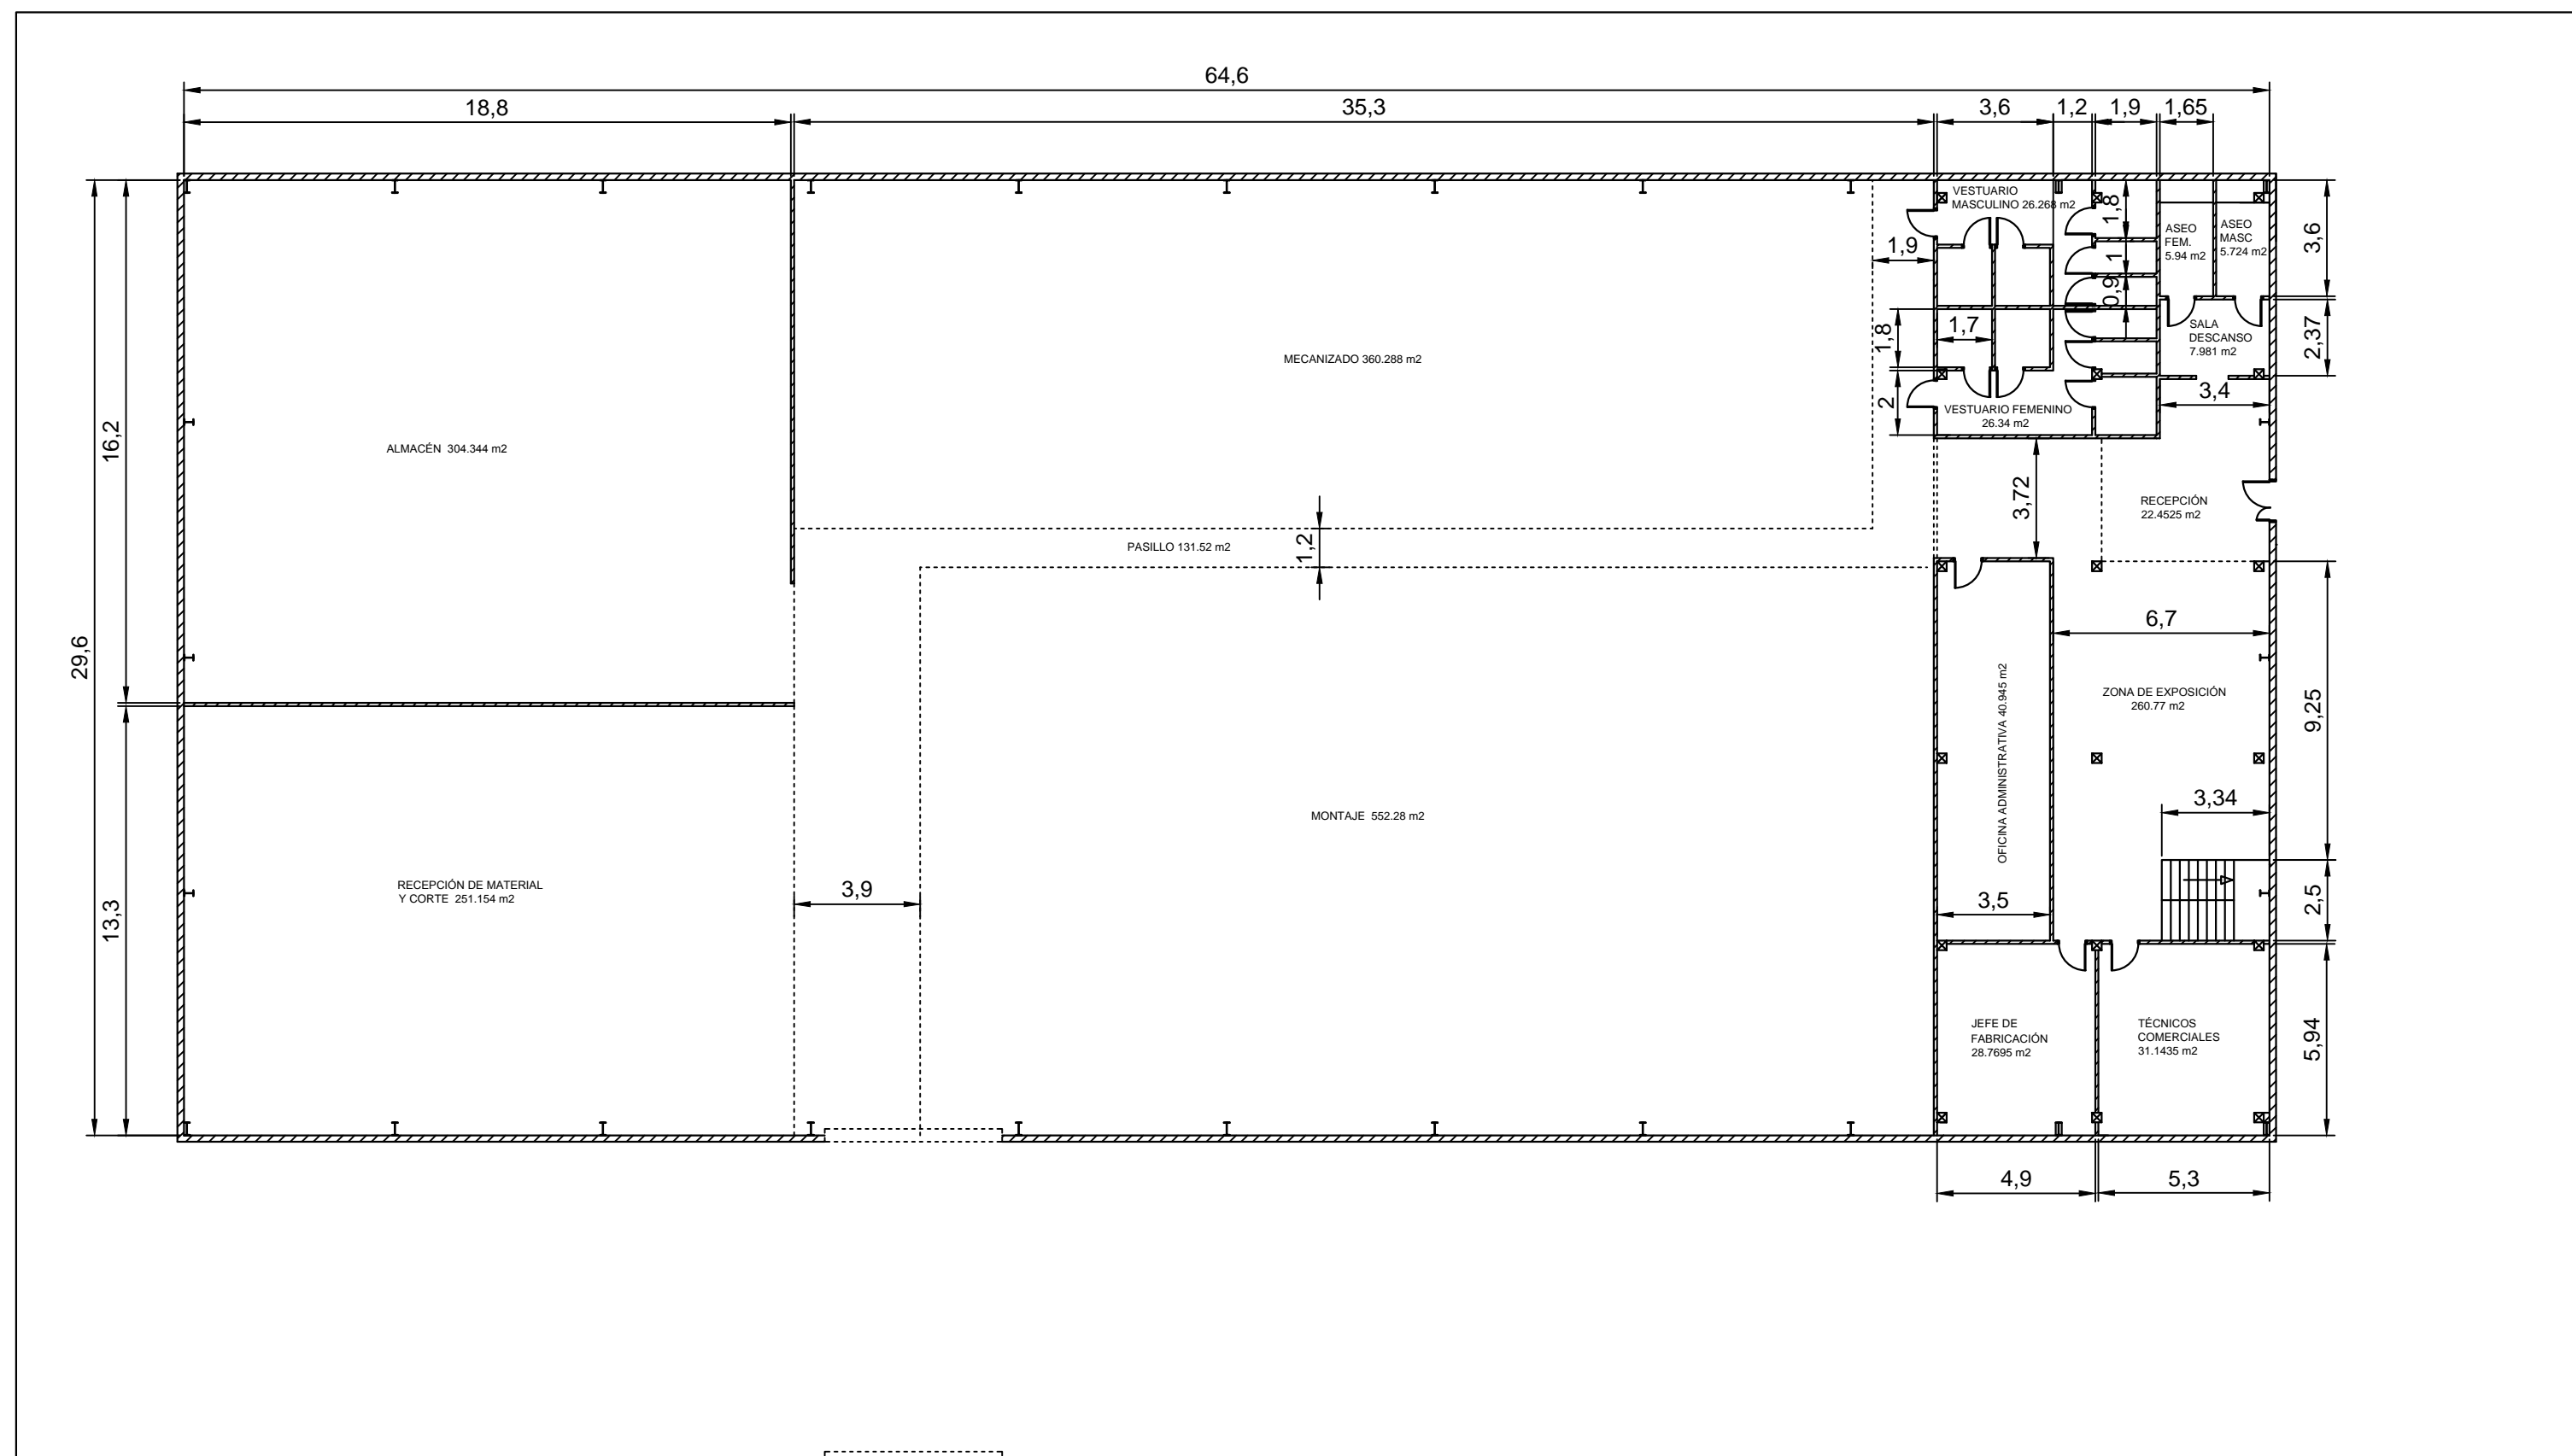 64,6
18,8
35,3
3,6
1,2
1,9
1,65
VESTUARIO
MASCULINO 26.268 m2
1,8
ASEO
FEM.
5.94 m2
ASEO
MASC
5.724 m2
3,6
1,9
1
0,9
1,8
1,7
SALA
DESCANSO
7.981 m2
2,37
MECANIZADO 360.288 m2
3,4
2
VESTUARIO FEMENINO
26.34 m2
16,2
ALMACÉN 304.344 m2
3,72
RECEPCIÓN
22.4525 m2
PASILLO 131.52 m2
1,2
29,6
6,7
OFICINA ADMINISTRATIVA 40.945 m2
ZONA DE EXPOSICIÓN
260.77 m2
9,25
3,34
MONTAJE 552.28 m2
RECEPCIÓN DE MATERIAL
Y CORTE 251.154 m2
3,9
13,3
3,5
2,5
JEFE DE
FABRICACIÓN
28.7695 m2
TÉCNICOS
COMERCIALES
31.1435 m2
5,94
4,9
5,3